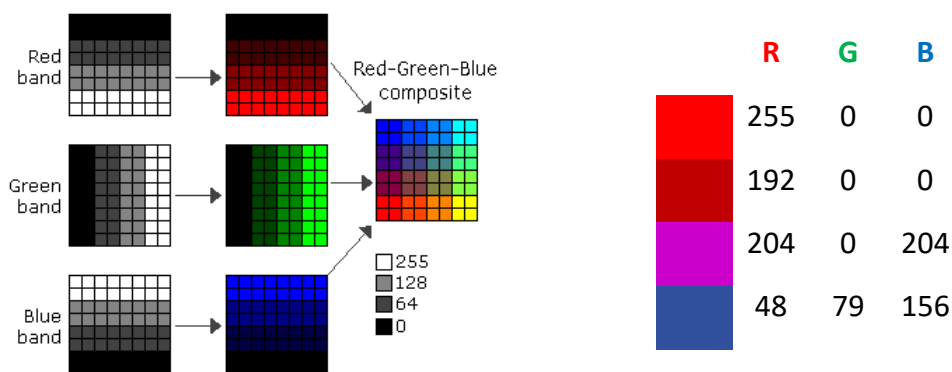 Red
band
Green
band
Blue
band
Red-Green-Blue
composite
255
128
64
0
R G B
255 0 0
192 0 0
204 0 204
48 79 156